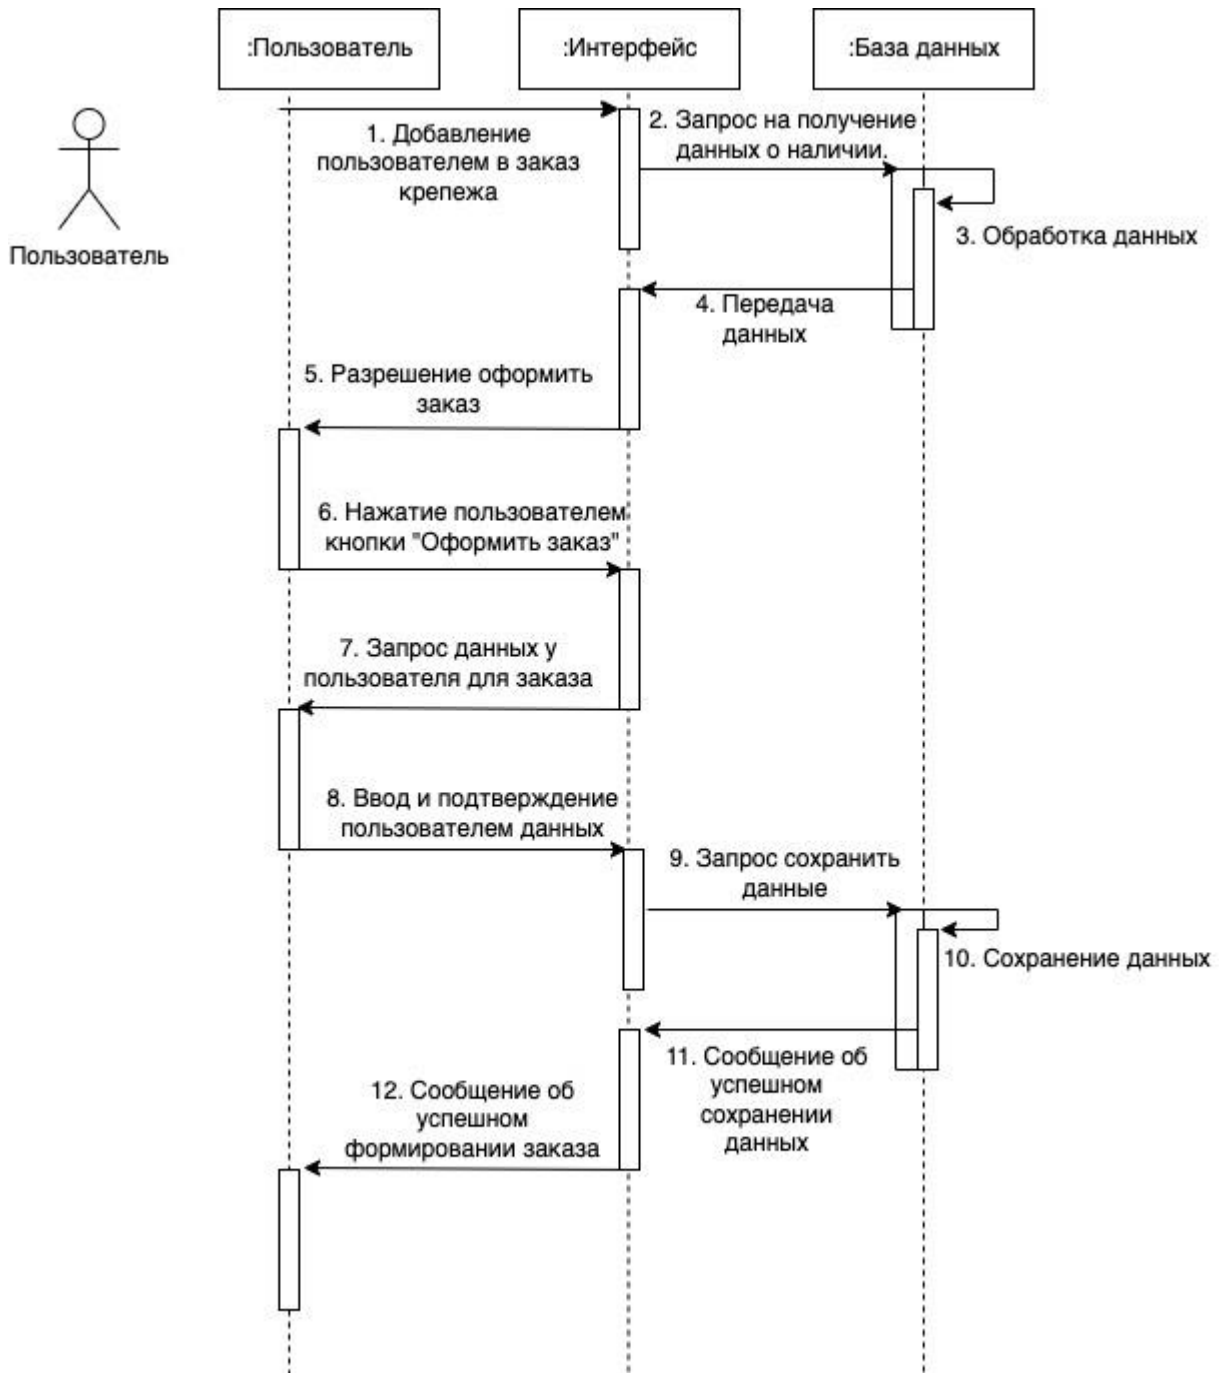 :Пользователь
:Интерфейс
:База данных
Пользователь
1. Добавление
пользователем в заказ
крепежа
2. Запрос на получение
данных о наличии.
3. Обработка данных
4. Передача
данных
5. Разрешение оформить
заказ
6. Нажатие пользователем
кнопки "Оформить заказ"
7. Запрос данных у
пользователя для заказа
8. Ввод и подтверждение
пользователем данных
9. Запрос сохранить
данные
10. Сохранение данных
11. Сообщение об
успешном
сохранении
данных
12. Сообщение об
успешном
формировании заказа